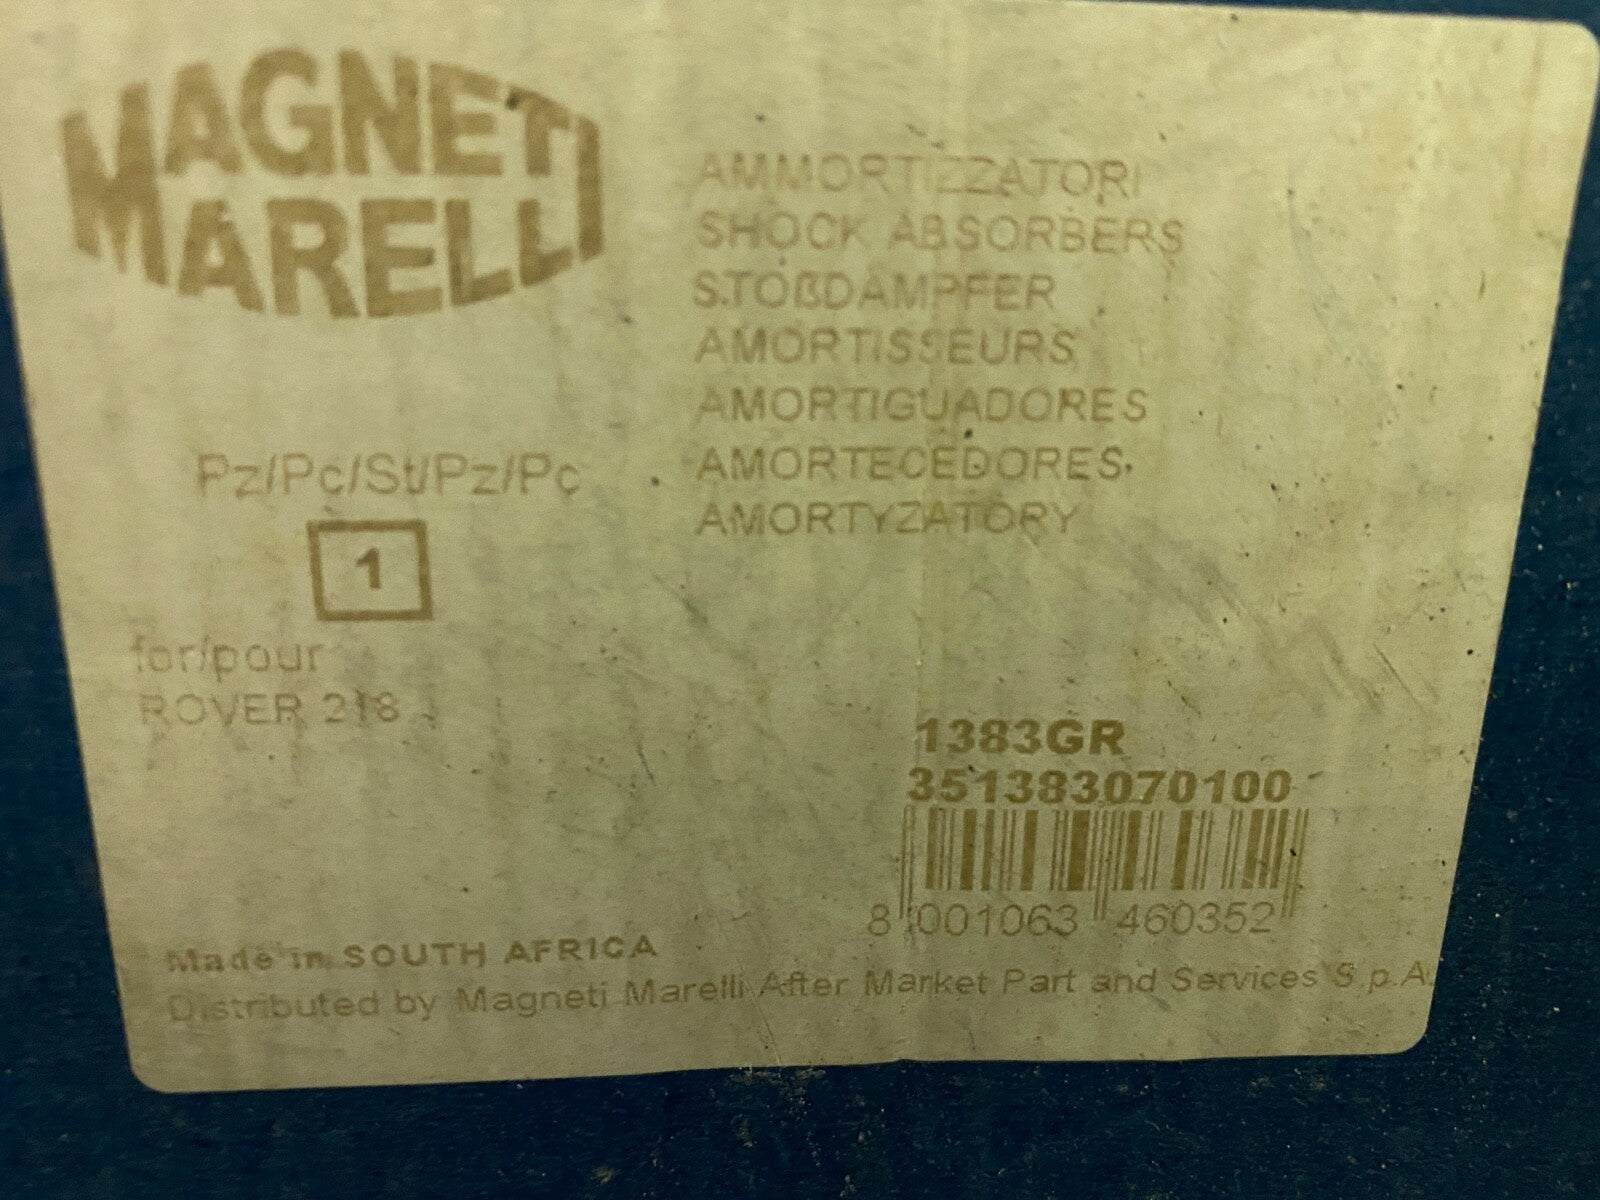 MAGNETI
MARELLI
AMMORTIZZATORI
SHOCK ABSORBERS
STOßDÄMPFER
AMORTISSEURS
AMORTIGUADORES
AMORTECEDORES
AMORTYZATORY
Pz/Pc/St/Pz/Pc
1
for/pour
ROVER 218
1383GR
351383070100
8 001063 460352
Made in SOUTH AFRICA
Distributed by Magneti Marelli After Market Part and Services S.p.A.